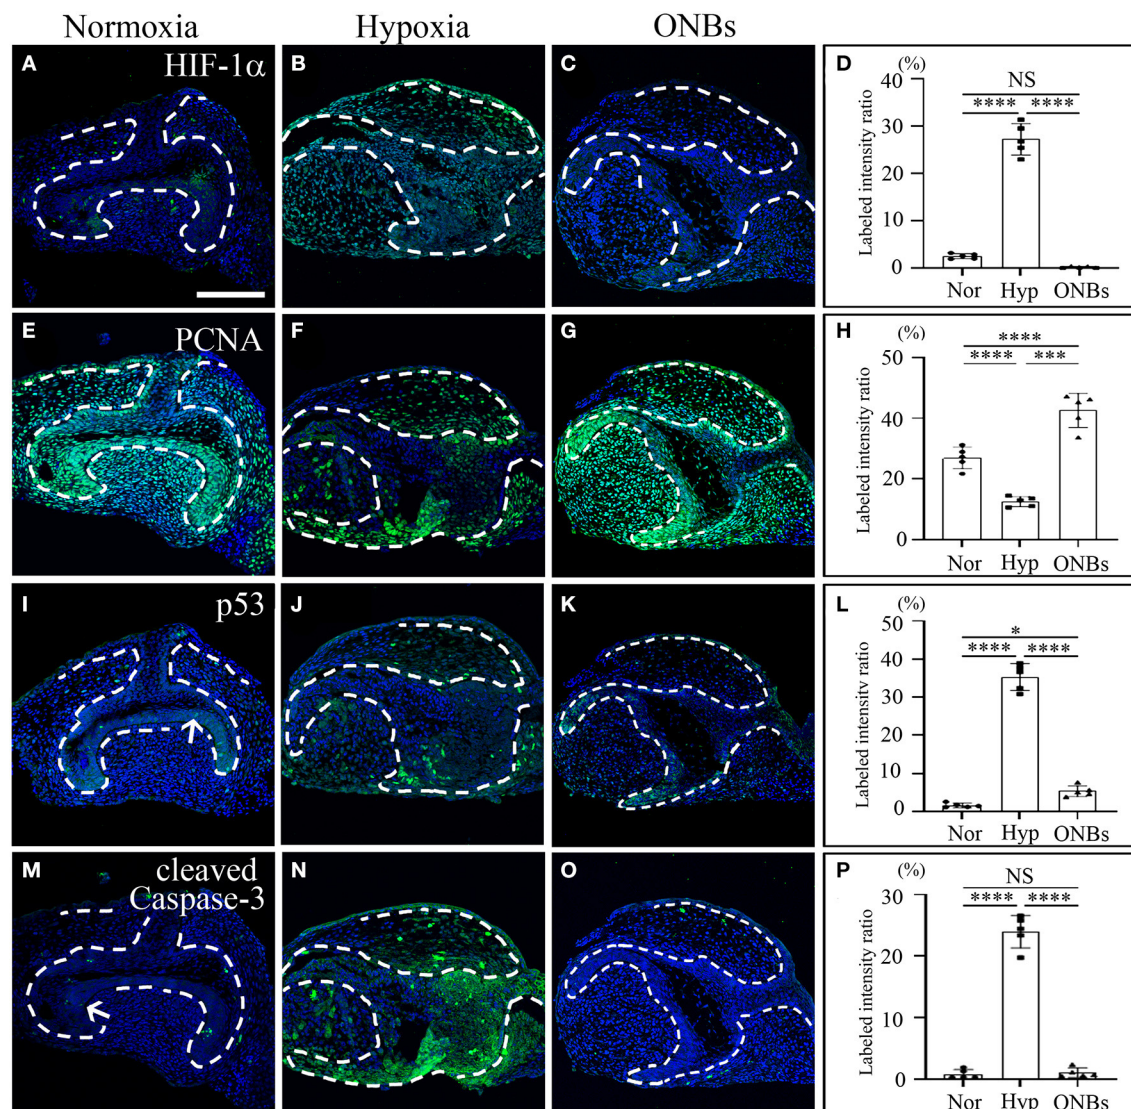 Normoxia Hypoxia ONBs
A HIF-1α
B
C
D (%)
Labeled intensity ratio
40
30
20
10
0
NS
**** ****
Nor Hyp ONBs
E PCNA
F
G
H (%)
Labeled intensity ratio
50
40
20
10
0
****
**** ***
Nor Hyp ONBs
I p53
J
K
L (%)
Labeled intensity ratio
50
40
30
20
10
0
*
**** ****
Nor Hyp ONBs
M cleaved
Caspase-3
N
O
P (%)
Labeled intensity ratio
30
20
10
0
NS
**** ****
Nor Hyp ONBs